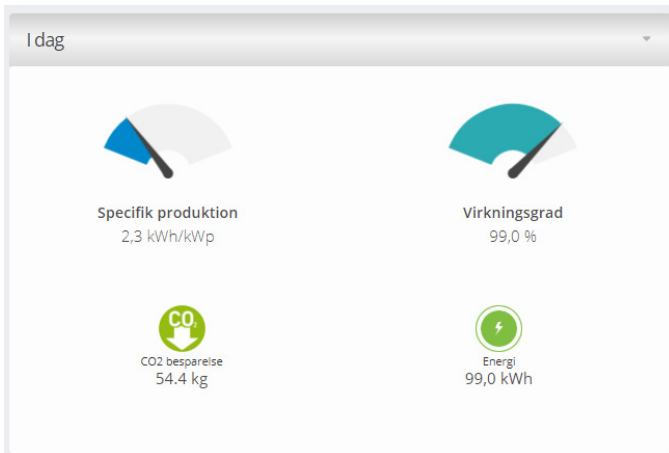 I dag
Specifik produktion
2,3 kWh/kWp
Virkningsgrad
99,0 %
CO2
CO2 besparelse
54.4 kg
Energi
99,0 kWh